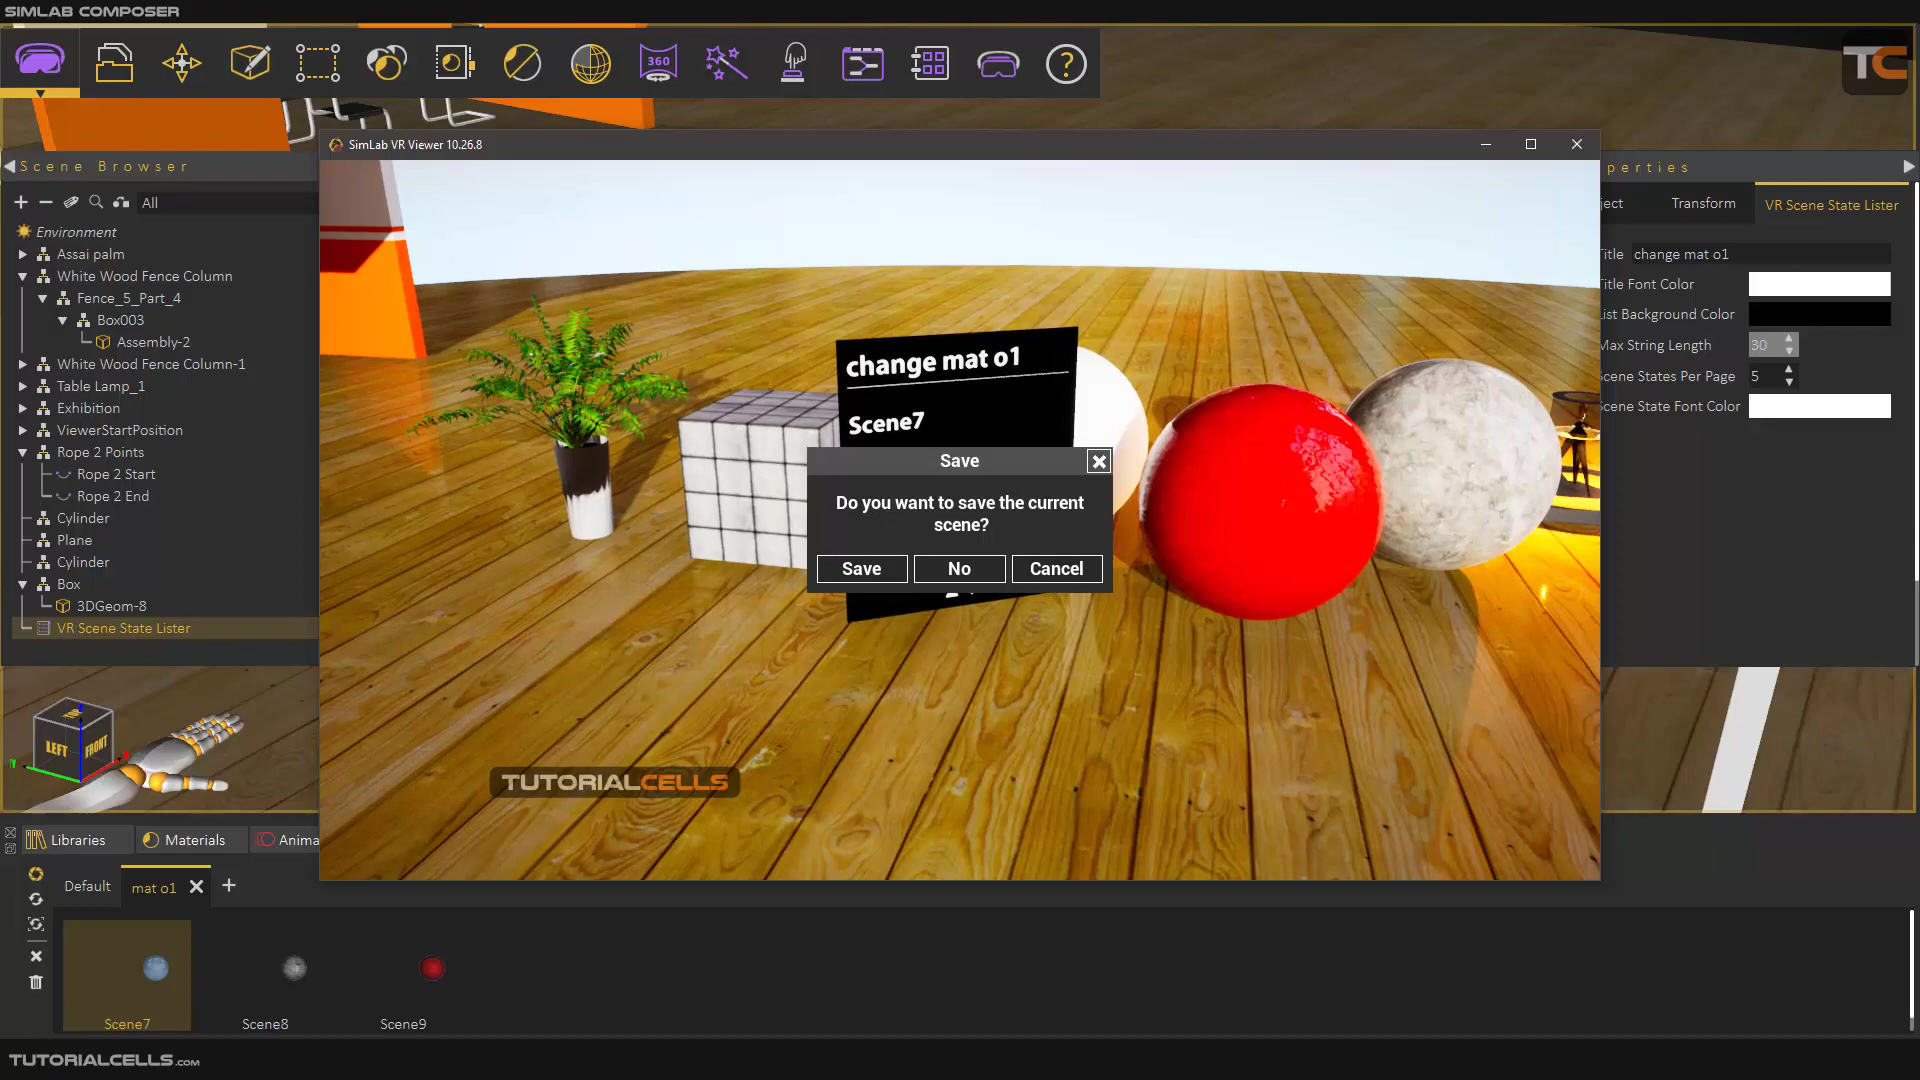 SIMLAB COMPOSER
360
TC
SimLab VR Viewer 10.26.8
Scene Browser
perties
All
ject
Transform
VR Scene State Lister
Environment
Assai palm
White Wood Fence Column
Fence_5_Part_4
Box003
Assembly-2
White Wood Fence Column-1
Table Lamp_1
Exhibition
ViewerStartPosition
Rope 2 Points
Rope 2 Start
Rope 2 End
Cylinder
Plane
Cylinder
Box
3DGeom-8
VR Scene State Lister
Title change mat o1
Title Font Color
List Background Color
Max String Length 30
Scene States Per Page 5
Scene State Font Color
change mat o1
Scene7
Save
Do you want to save the current
scene?
Save No Cancel
LEFT FRONT
TUTORIALCELLS
Libraries
Materials
Anima
Default
mat o1
Scene7
Scene8
Scene9
TUTORIALCELLS.COM